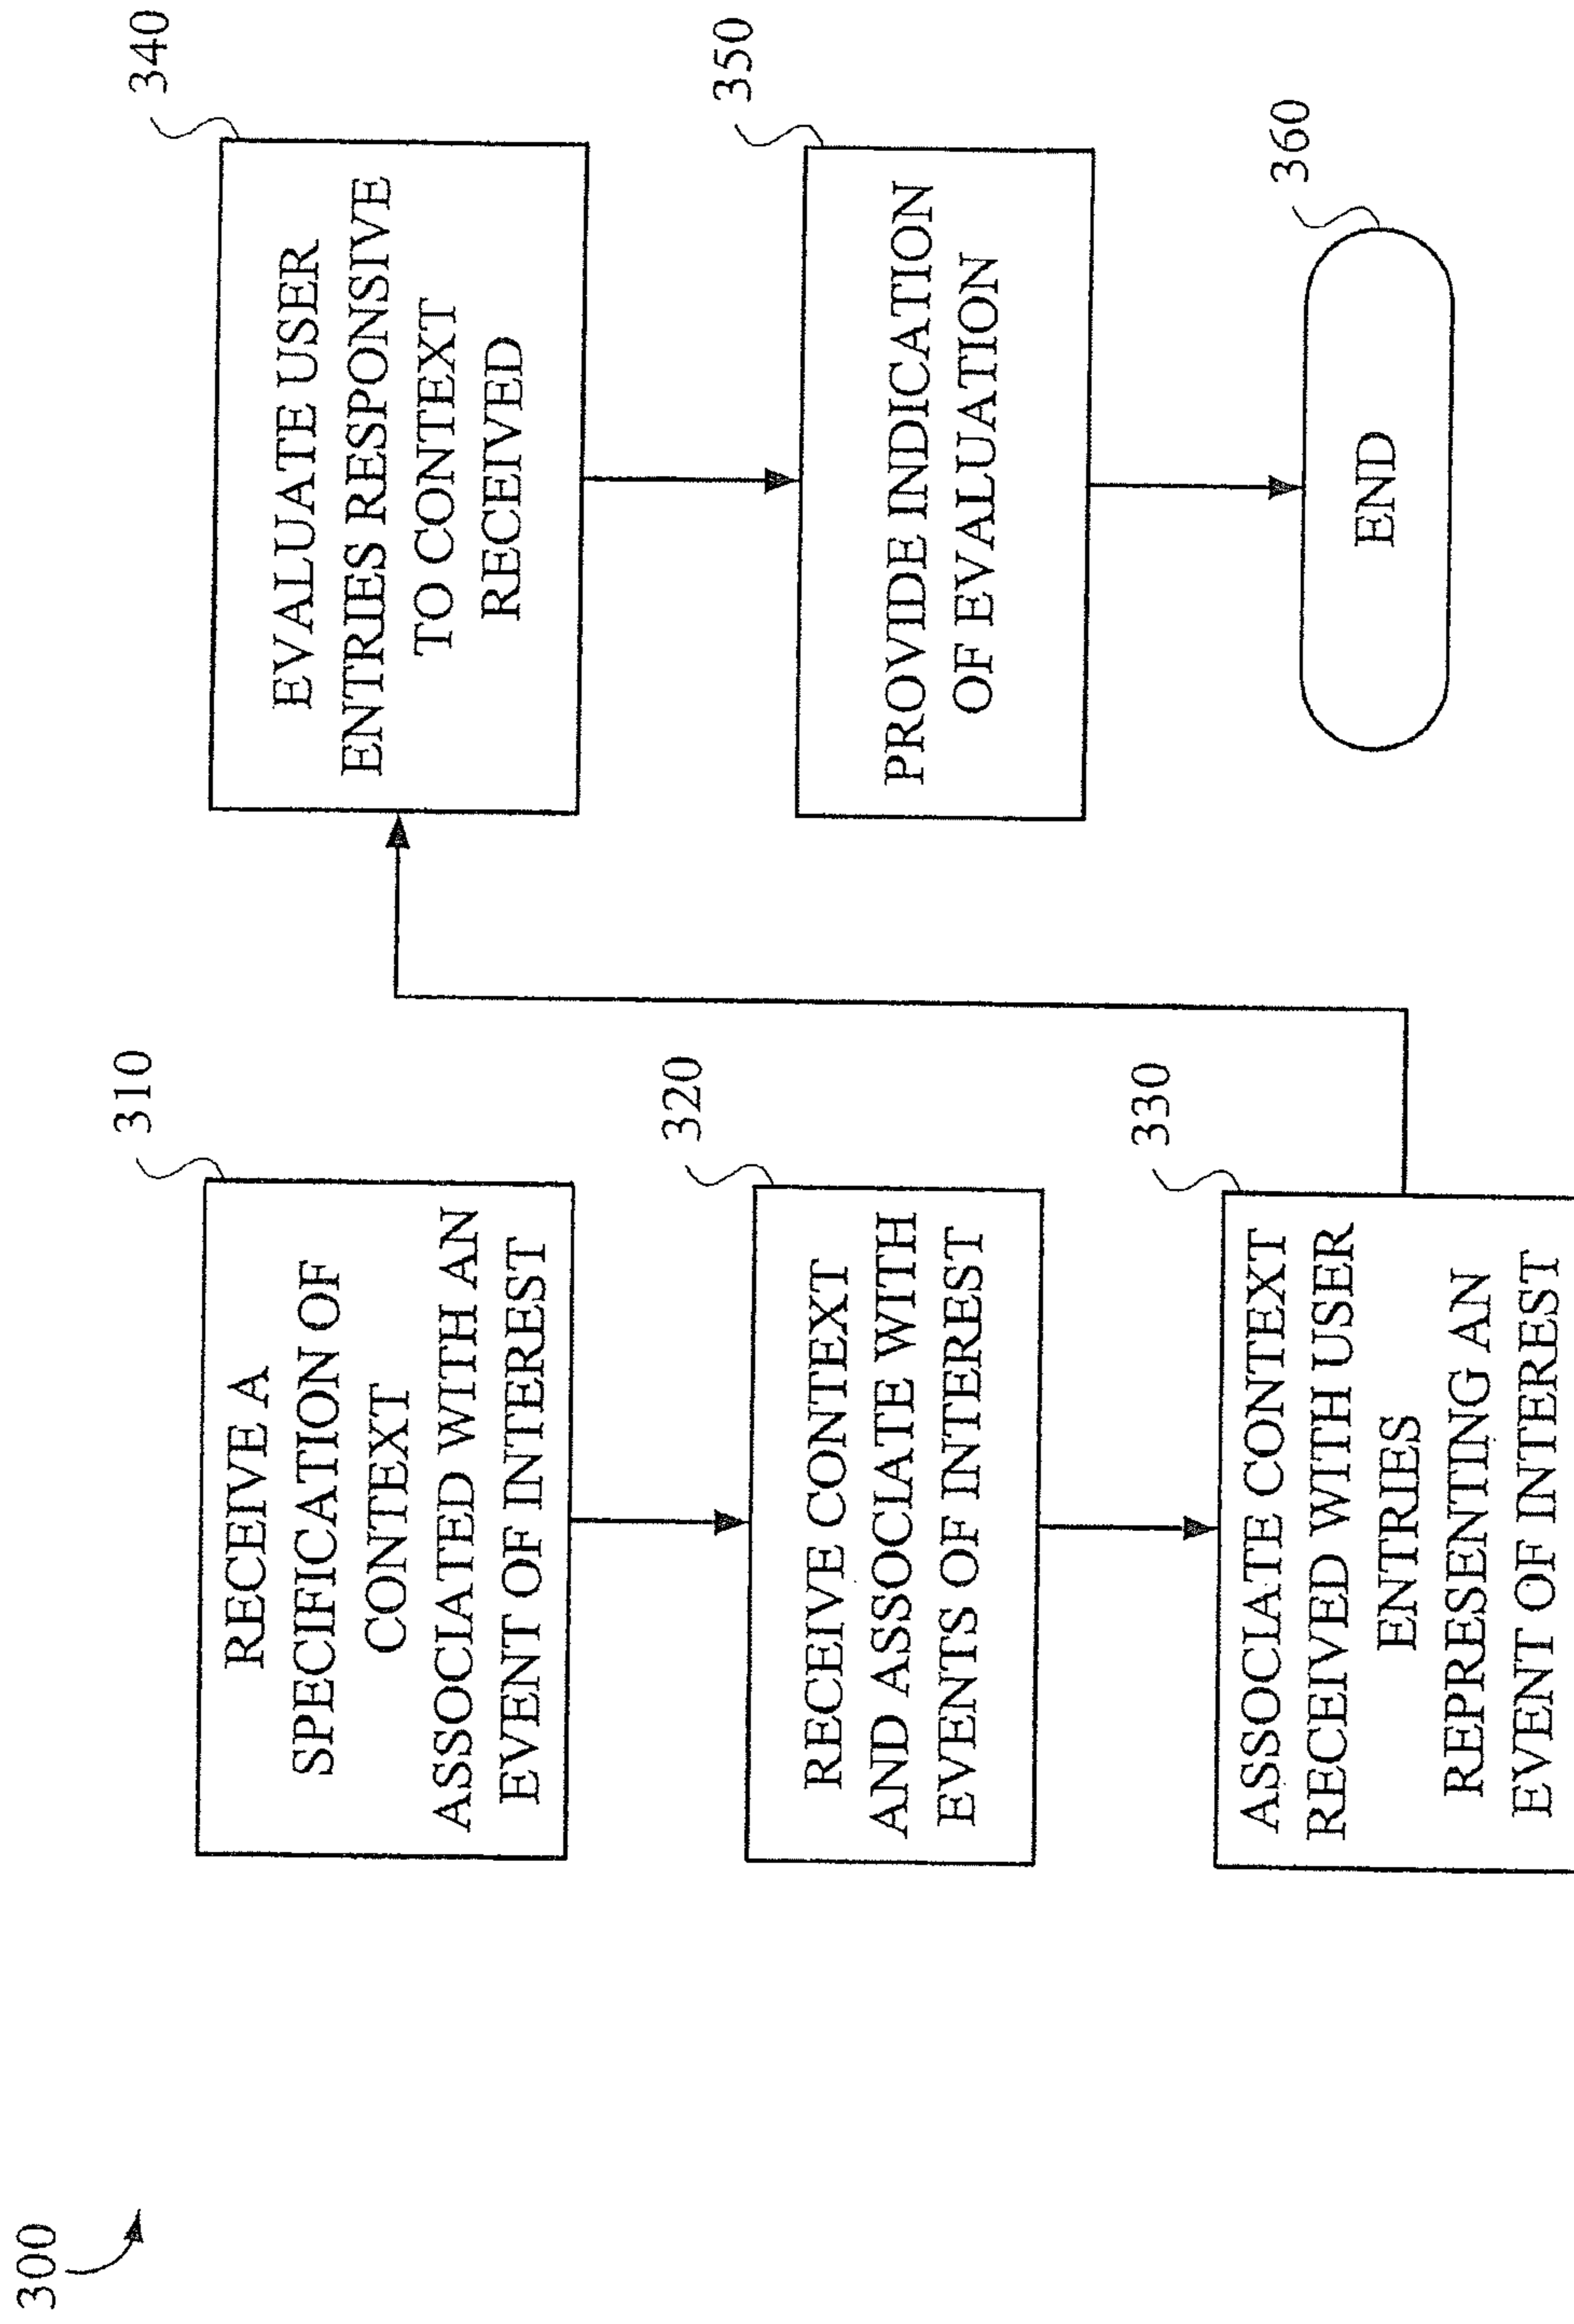 300
310
RECEIVE A
SPECIFICATION OF
CONTEXT
ASSOCIATED WITH AN
EVENT OF INTEREST
320
RECEIVE CONTEXT
AND ASSOCIATE WITH
EVENTS OF INTEREST
330
ASSOCIATE CONTEXT
RECEIVED WITH USER
ENTRIES
REPRESENTING AN
EVENT OF INTEREST
340
EVALUATE USER
ENTRIES RESPONSIVE
TO CONTEXT
RECEIVED
350
PROVIDE INDICATION
OF EVALUATION
360
END